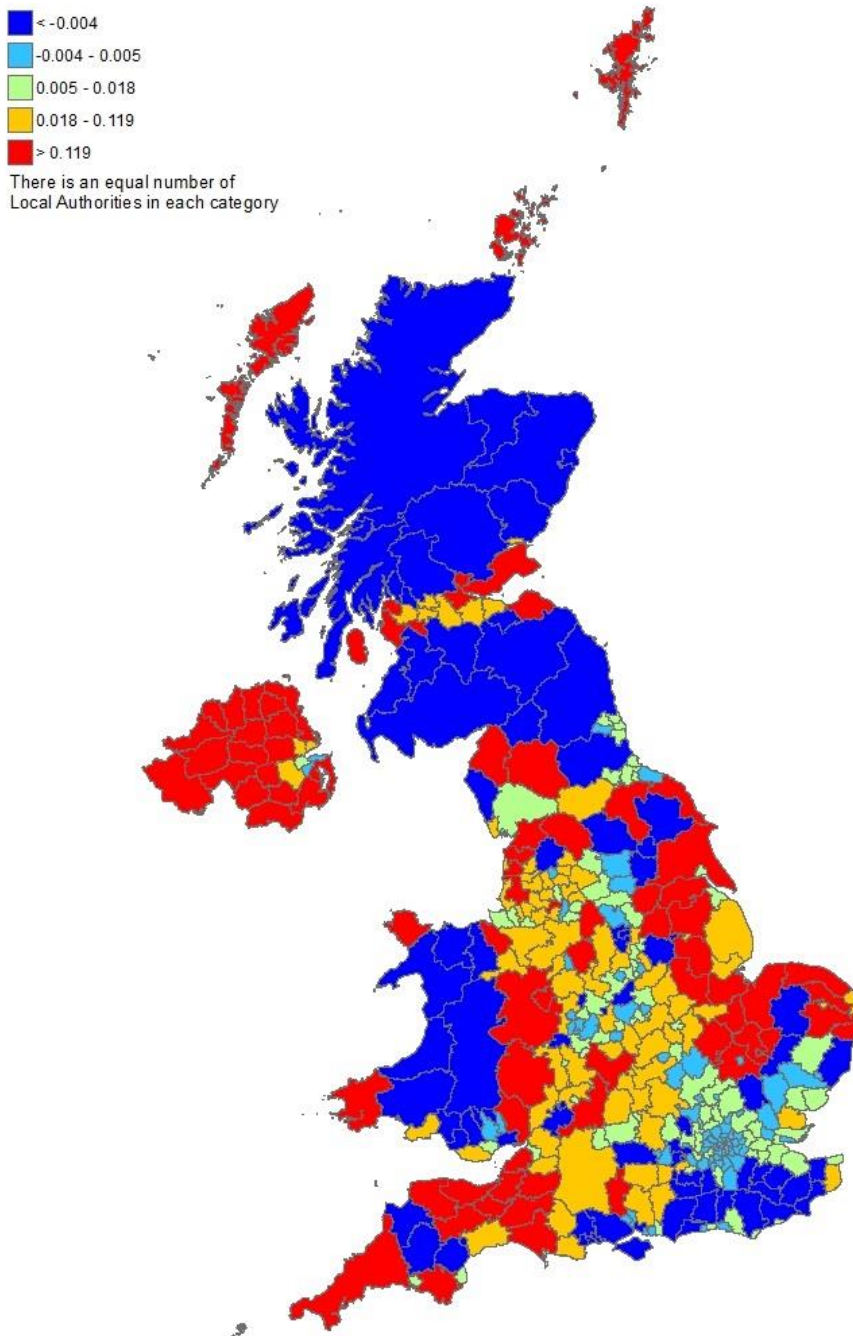 < -0.004
-0.004 - 0.005
0.005 - 0.018
0.018 - 0.119
> 0.119
There is an equal number of
Local Authorities in each category